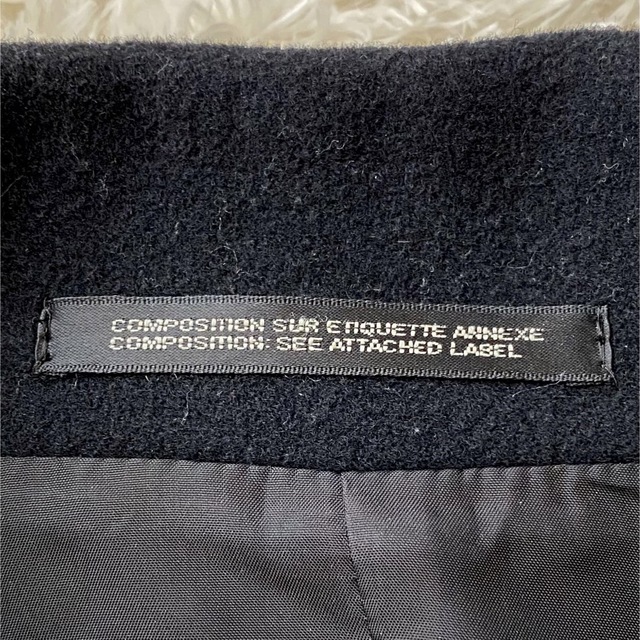 COMPOSITION SUR ETIQUETTE ANNEXE
COMPOSITION: SEE ATTACHED LABEL